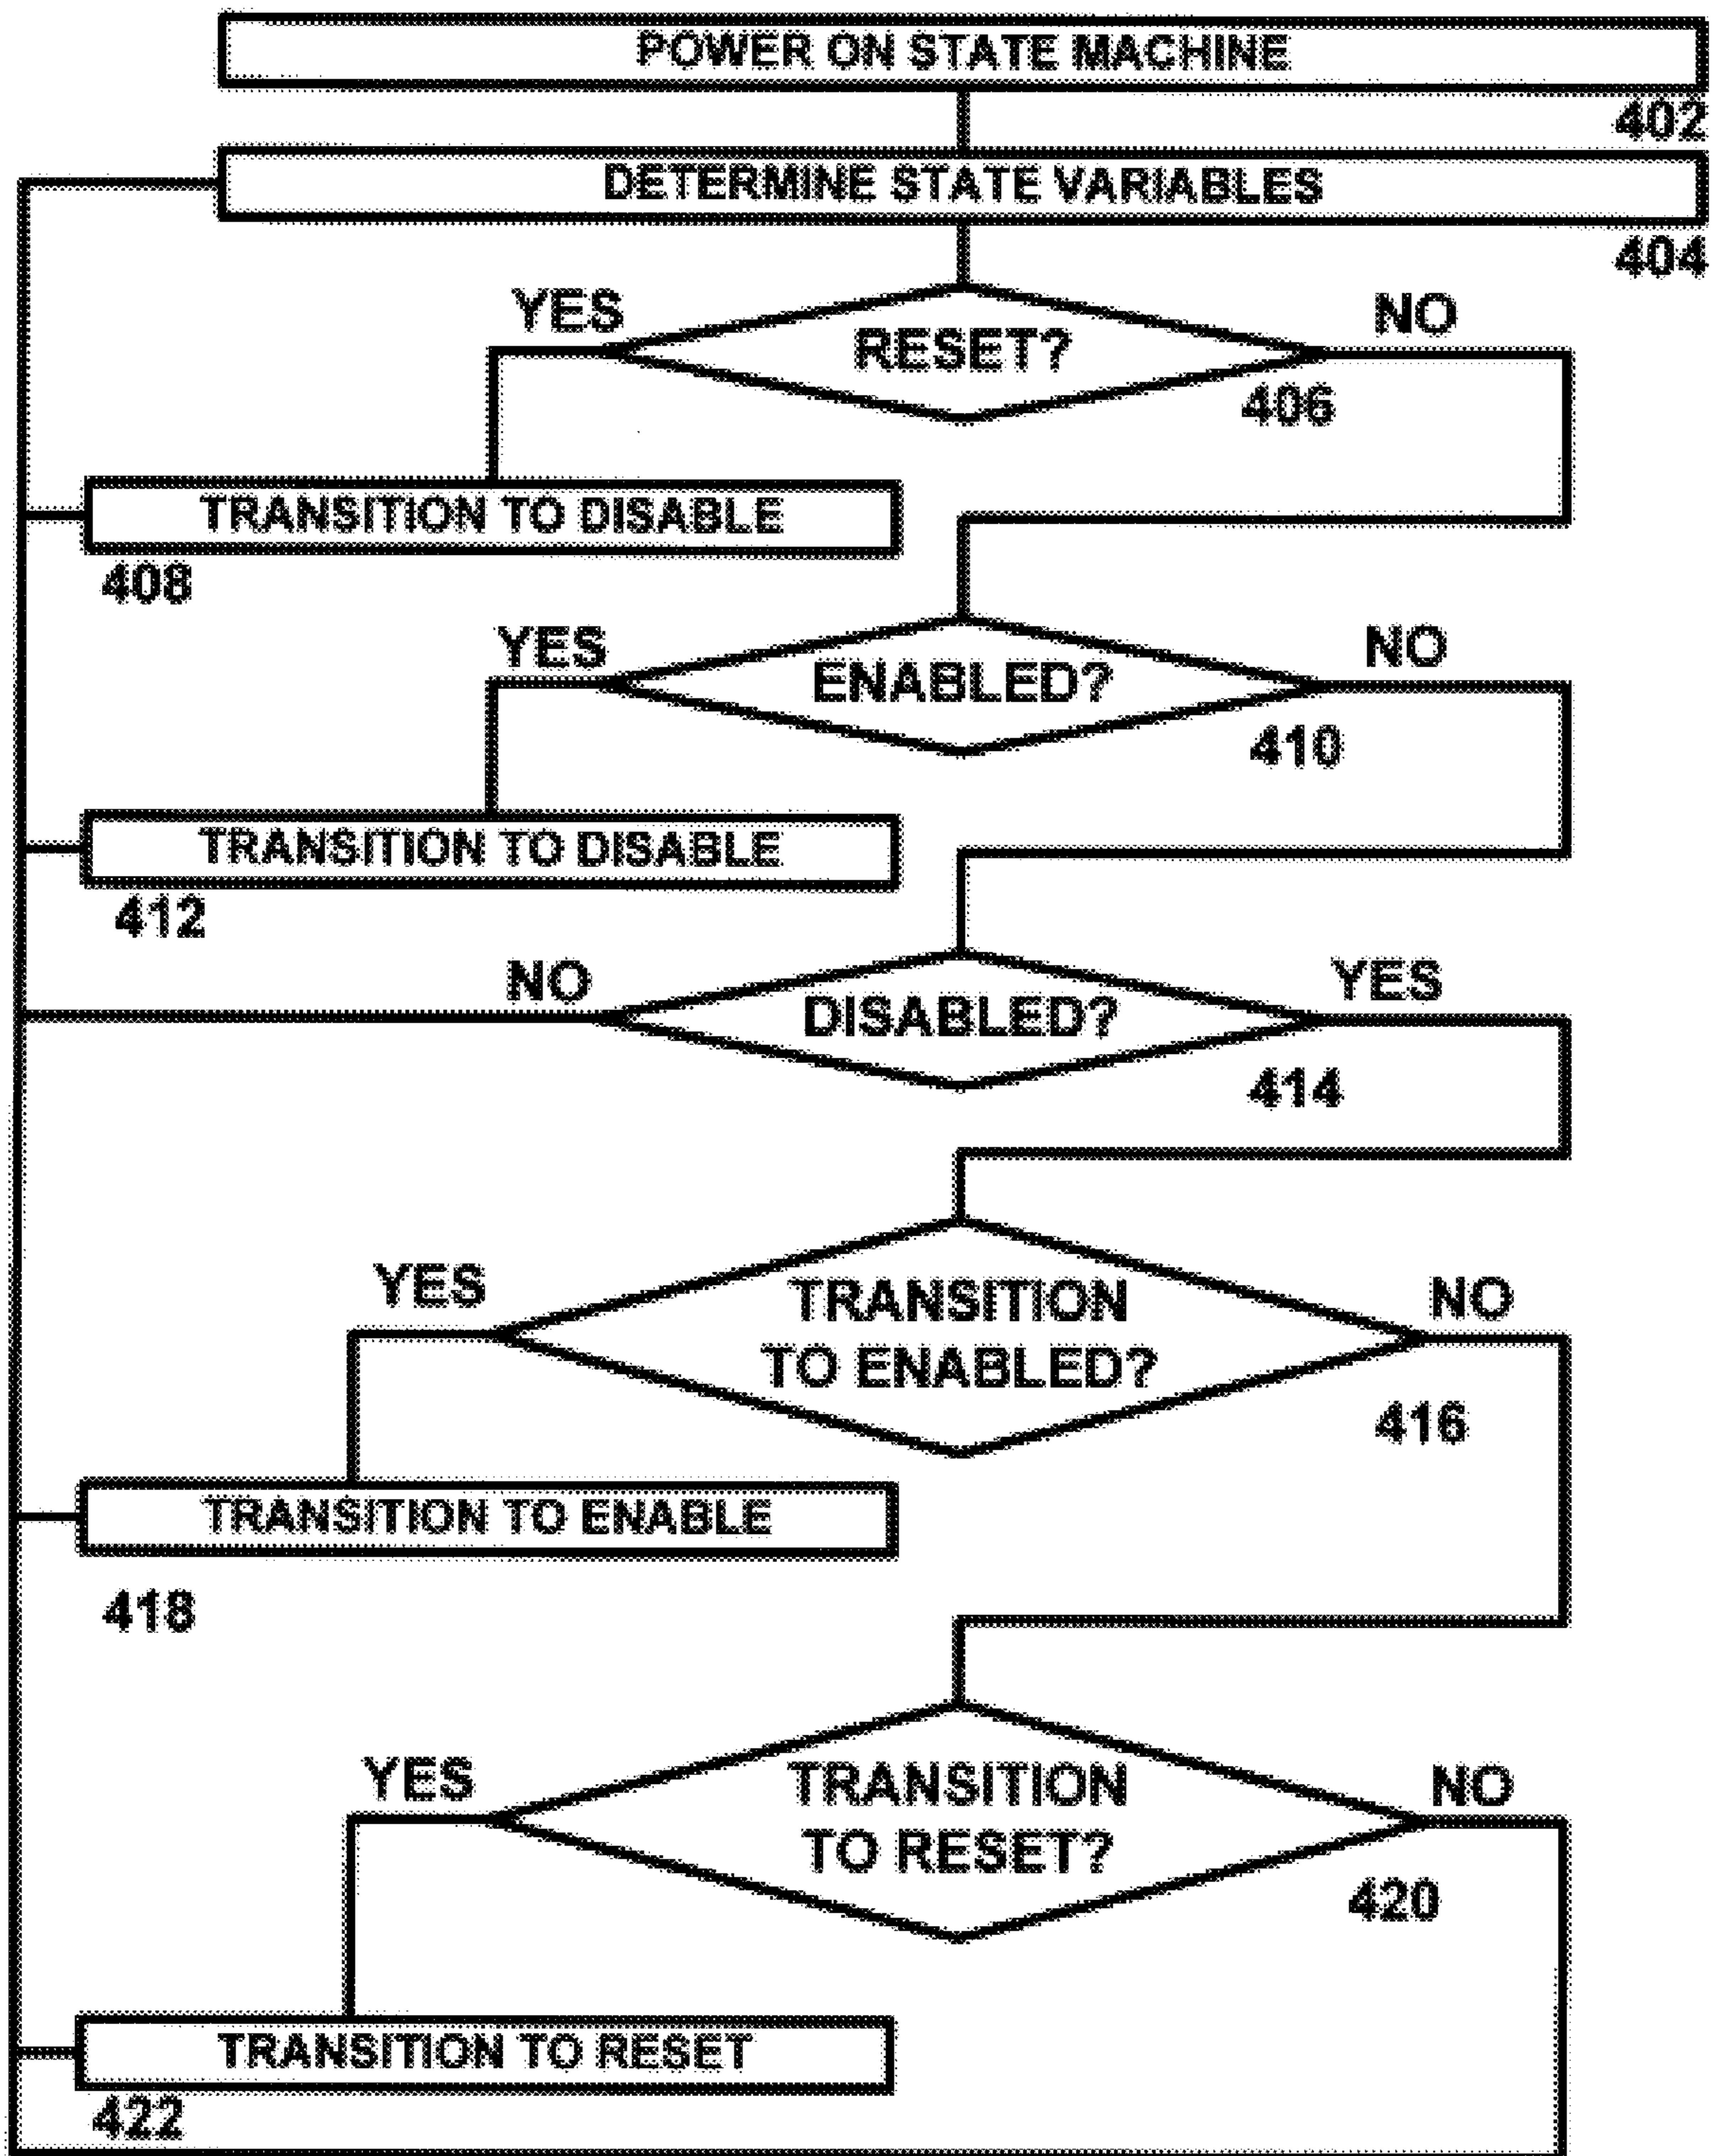 POWER ON STATE MACHINE
402
DETERMINE STATE VARIABLES
404
YES
RESET?
NO
406
TRANSITION TO DISABLE
408
YES
ENABLED?
NO
410
TRANSITION TO DISABLE
412
NO
DISABLED?
YES
414
YES
TRANSITION
TO ENABLED?
NO
416
TRANSITION TO ENABLE
418
YES
TRANSITION
TO RESET?
NO
420
TRANSITION TO RESET
422